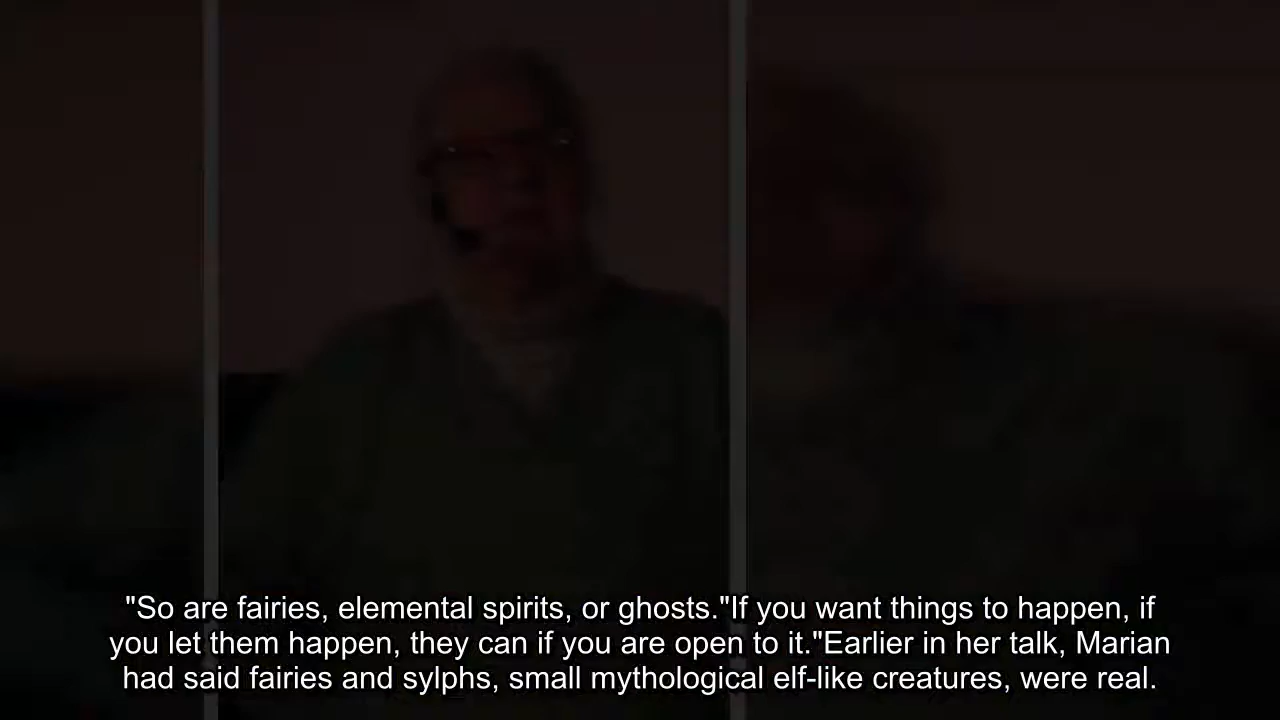 "So are fairies, elemental spirits, or ghosts."If you want things to happen, if
you let them happen, they can if you are open to it."Earlier in her talk, Marian
had said fairies and sylphs, small mythological elf-like creatures, were real.